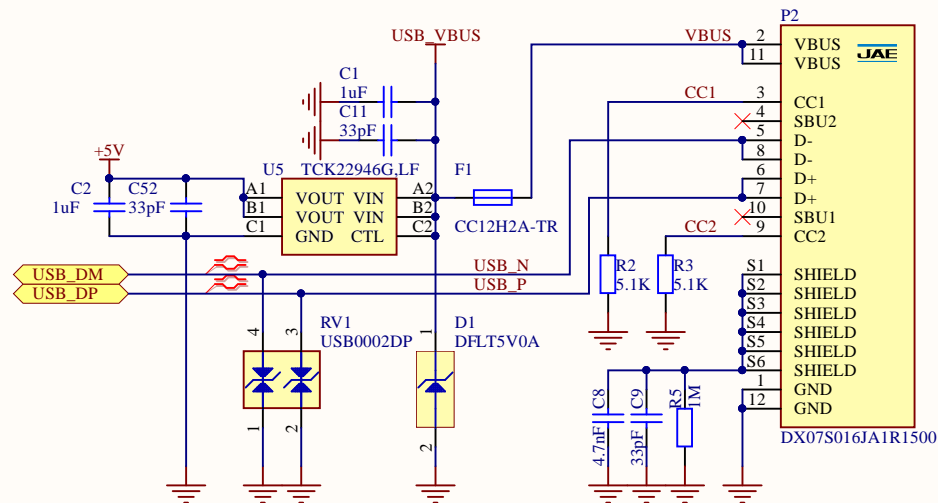 P2
USB_VBUS
VBUS
2
VBUS
JAE
11
VBUS
C1
1uF
CC1
3
CC1
4
SBU2
C11
33pF
5
D-
8
D-
+5V
U5
TCK22946G,LF
F1
6
D+
7
D+
C2
1uF
C52
33pF
A1
VOUT
VIN
A2
B1
VOUT
VIN
B2
C1
GND
CTL
C2
CC12H2A-TR
10
SBU1
CC2
9
CC2
USB_DM
USB_N
R2
5.1K
R3
5.1K
S1
SHIELD
USB_DP
USB_P
S2
SHIELD
S3
SHIELD
4
3
RV1
USB0002DP
1
D1
DFLT5V0A
S4
SHIELD
S5
SHIELD
S6
SHIELD
1
GND
12
GND
C8
4.7nF
C9
33pF
R5
1M
1
2
2
DX07S016JA1R1500